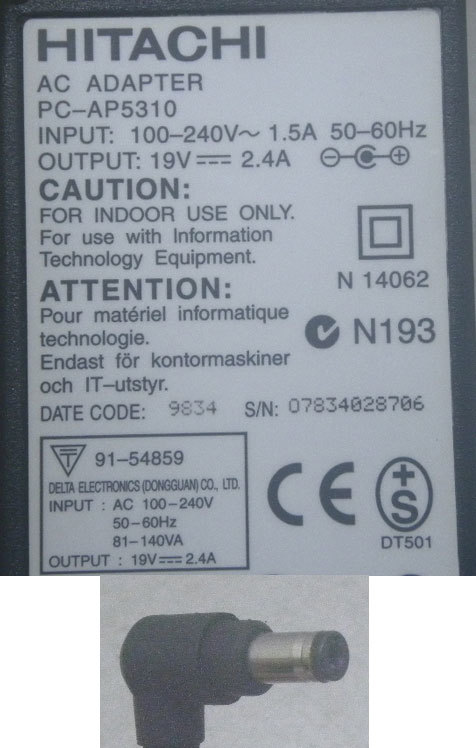 HITACHI
AC ADAPTER
PC-AP5310
INPUT: 100-240V~ 1.5A 50-60Hz
OUTPUT: 19V⎓ 2.4A
CAUTION:
FOR INDOOR USE ONLY.
For use with Information
Technology Equipment.
N 14062
ATTENTION:
Pour matériel informatique
technologie.
N193
Endast för kontormaskiner
och IT-utstyr.
DATE CODE: 9834 S/N: 07834028706
91-54859
DELTA ELECTRONICS (DONGGUAN) CO., LTD.
INPUT : AC 100-240V
50-60Hz
81-140VA
OUTPUT : 19V⎓2.4A
CE
+S
DT501